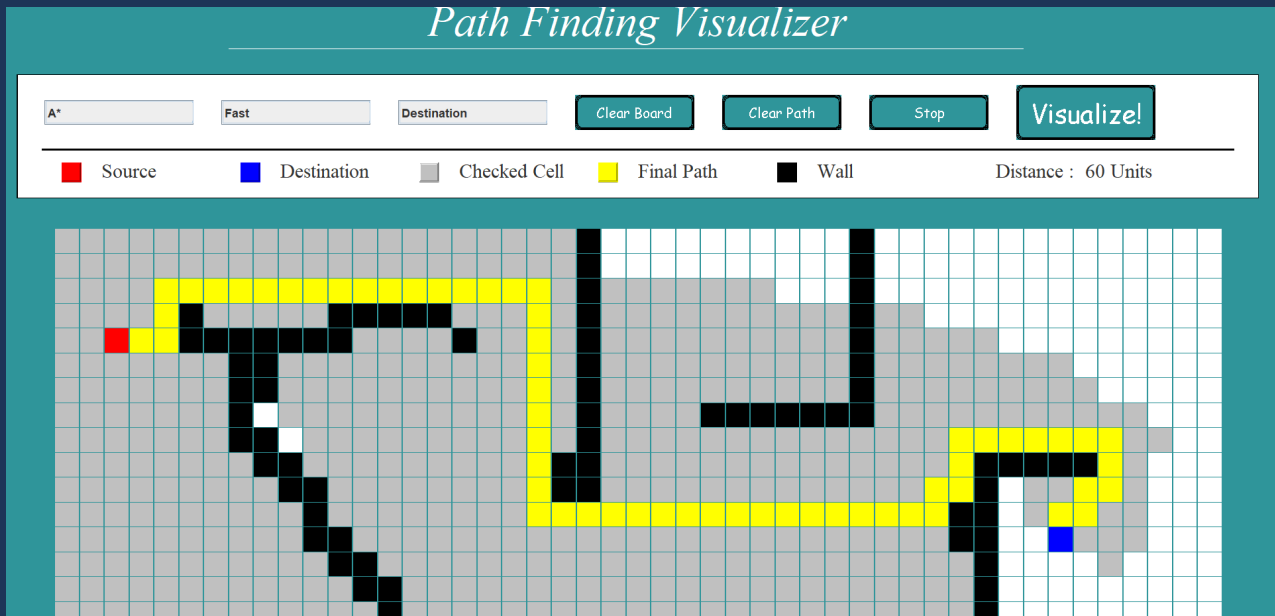 Path Finding Visualizer
A* Fast Destination Clear Board Clear Path Stop Visualize!
Source Destination Checked Cell Final Path Wall Distance : 60 Units